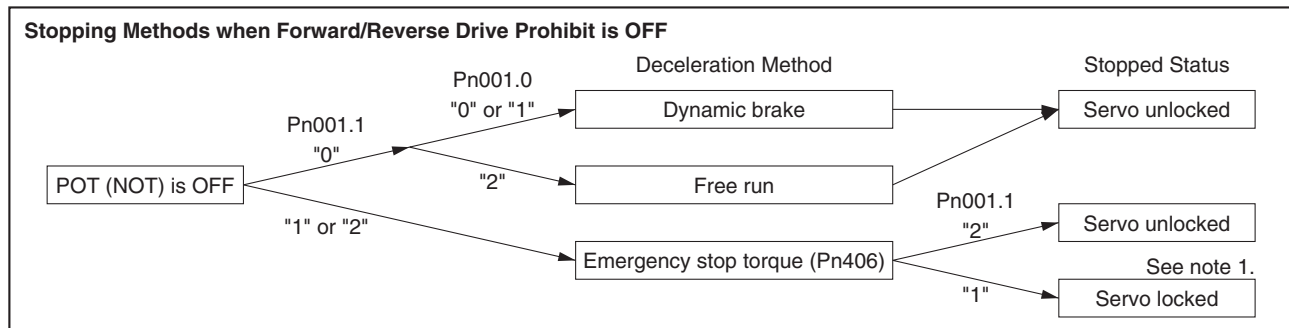 Stopping Methods when Forward/Reverse Drive Prohibit is OFF
Deceleration Method
Stopped Status
Pn001.0
"0" or "1"
Dynamic brake
Servo unlocked
Pn001.1
"0"
POT (NOT) is OFF
"2"
Free run
"1" or "2"
Pn001.1
"2"
Servo unlocked
Emergency stop torque (Pn406)
See note 1.
"1"
Servo locked